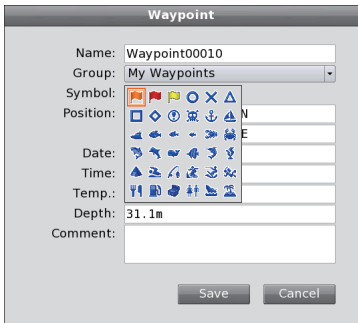 Waypoint
Name: Waypoint00010
Group: My Waypoints
Symbol:
Position: N
E
Date:
Time:
Temp.:
Depth: 31.1m
Comment:
Save Cancel